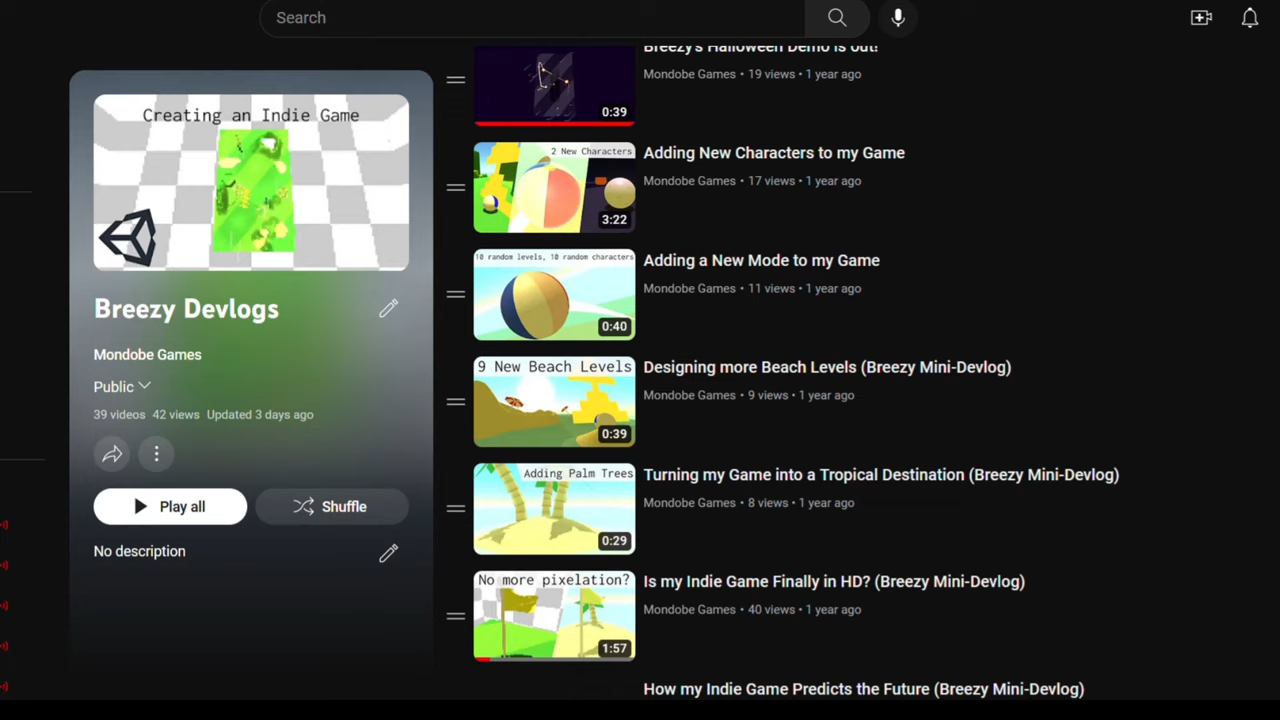 Search
Creating an Indie Game
Breezy Devlogs
Mondobe Games
Public
39 videos 42 views Updated 3 days ago
Play all
Shuffle
No description
Breezy's Halloween Demo is out!
Mondobe Games • 19 views • 1 year ago
0:39
2 New Characters
3:22
Adding New Characters to my Game
Mondobe Games • 17 views • 1 year ago
10 random levels, 10 random characters
0:40
Adding a New Mode to my Game
Mondobe Games • 11 views • 1 year ago
9 New Beach Levels
0:39
Designing more Beach Levels (Breezy Mini-Devlog)
Mondobe Games • 9 views • 1 year ago
Adding Palm Trees
0:29
Turning my Game into a Tropical Destination (Breezy Mini-Devlog)
Mondobe Games • 8 views • 1 year ago
No more pixelation?
1:57
Is my Indie Game Finally in HD? (Breezy Mini-Devlog)
Mondobe Games • 40 views • 1 year ago
How my Indie Game Predicts the Future (Breezy Mini-Devlog)